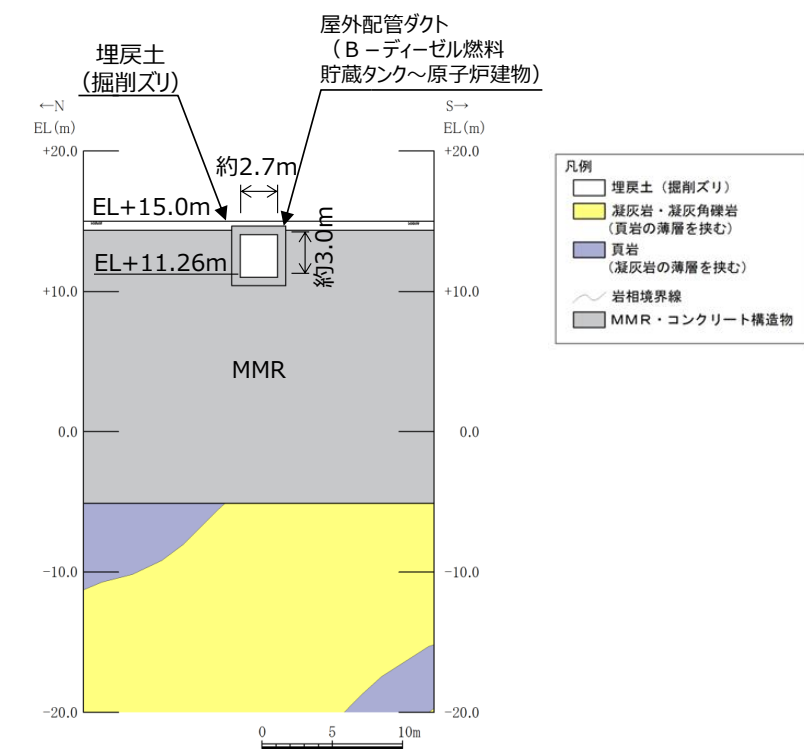 屋外配管ダクト
（Ｂ－ディーゼル燃料
貯蔵タンク～原子炉建物）
埋戻土
（掘削ズリ）
←N
EL(m)
S→
EL(m)
+20.0
+20.0
約2.7m
EL+15.0m
約3.0m
EL+11.26m
+10.0
+10.0
MMR
0.0
0.0
-10.0
-10.0
-20.0
-20.0
0 5 10m
凡例
埋戻土（掘削ズリ）
凝灰岩・凝灰角礫岩
（頁岩の薄層を挟む）
頁岩
（凝灰岩の薄層を挟む）
岩相境界線
ＭＭＲ・コンクリート構造物